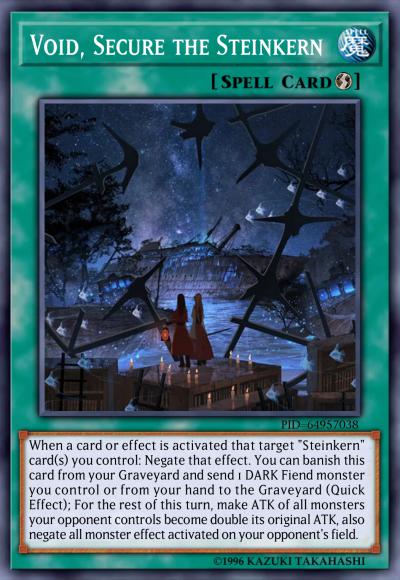 Void, Secure the Steinkern
魔
[Spell Card]
PID=64957038
When a card or effect is activated that target "Steinkern"
card(s) you control: Negate that effect. You can banish this
card from your Graveyard and send 1 DARK Fiend monster
you control or from your hand to the Graveyard (Quick
Effect); For the rest of this turn, make ATK of all monsters
your opponent controls become double its original ATK, also
negate all monster effect activated on your opponent's field.
©1996 KAZUKI TAKAHASHI